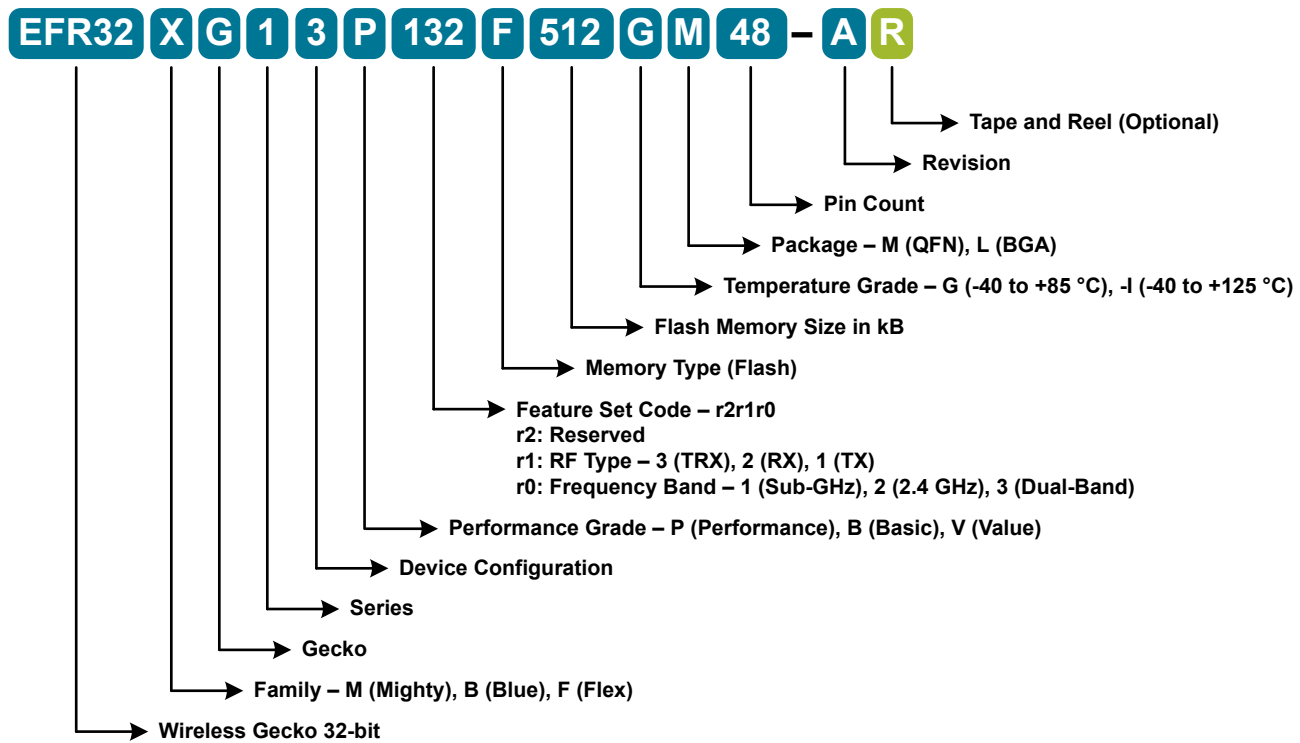 EFR32 X G 1 3 P 132 F 512 G M 48 – A R
Tape and Reel (Optional)
Revision
Pin Count
Package – M (QFN), L (BGA)
Temperature Grade – G (-40 to +85 °C), -I (-40 to +125 °C)
Flash Memory Size in kB
Memory Type (Flash)
Feature Set Code – r2r1r0
r2: Reserved
r1: RF Type – 3 (TRX), 2 (RX), 1 (TX)
r0: Frequency Band – 1 (Sub-GHz), 2 (2.4 GHz), 3 (Dual-Band)
Performance Grade – P (Performance), B (Basic), V (Value)
Device Configuration
Series
Gecko
Family – M (Mighty), B (Blue), F (Flex)
Wireless Gecko 32-bit